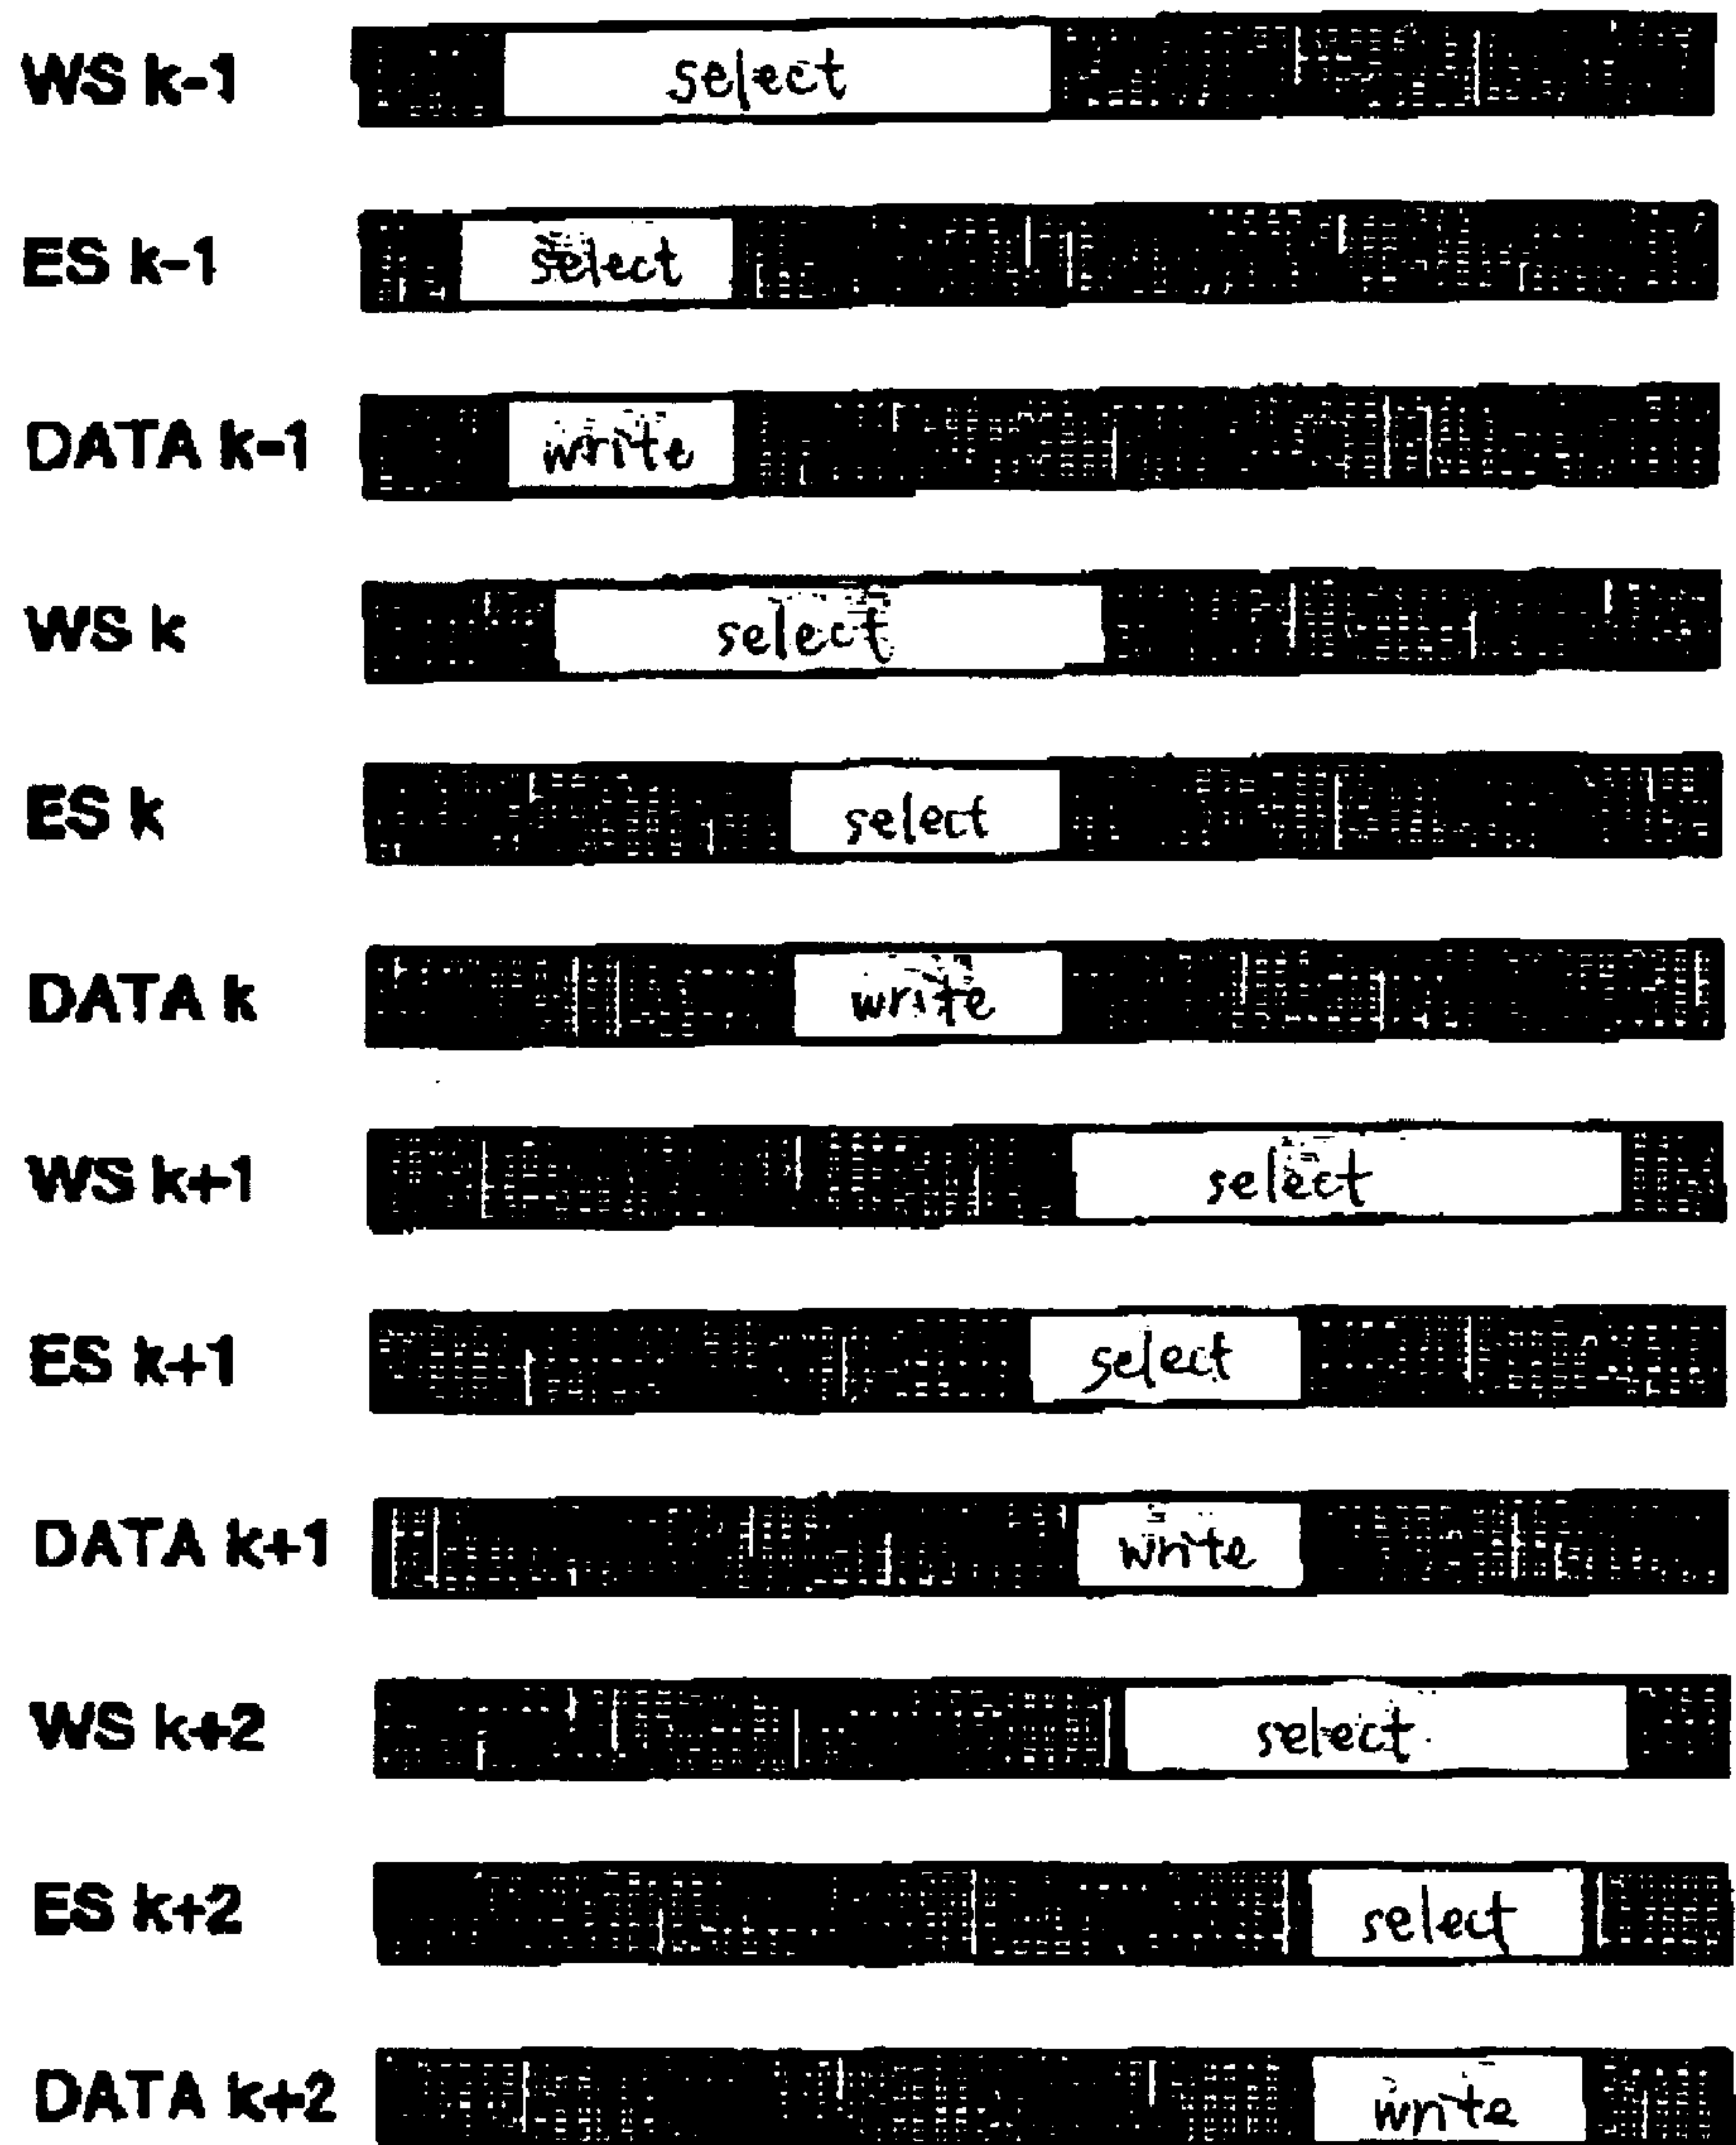 WS k-1 select
ES k-1 select
DATA k-1 write
WS k select
ES k select
DATA k write
WS k+1 select
ES k+1 select
DATA k+1 write
WS k+2 select
ES k+2 select
DATA k+2 write